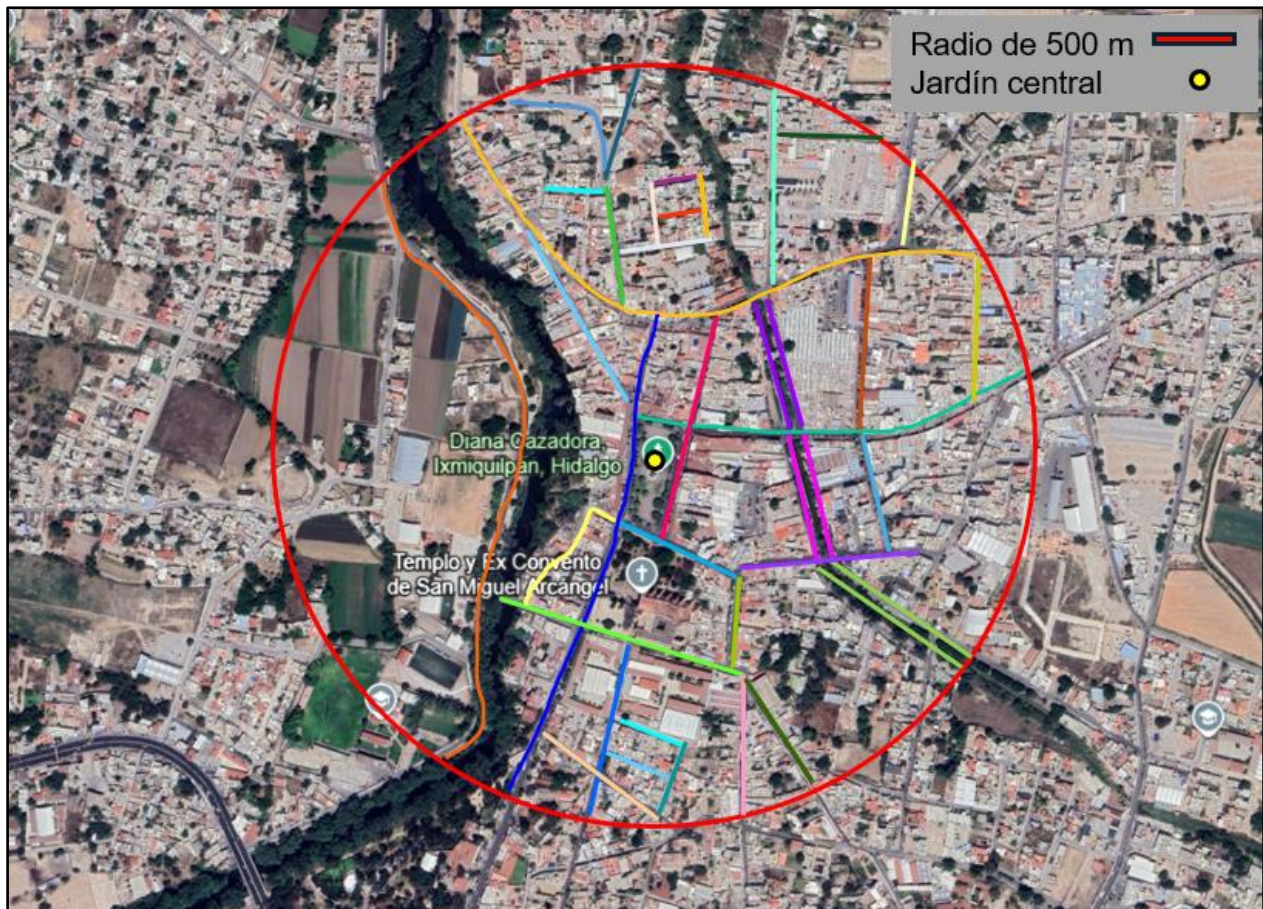 Radio de 500 m
Jardín central
Diana Cazadora,
Ixmiquilpan, Hidalgo
Templo y Ex Convento
de San Miguel Arcángel